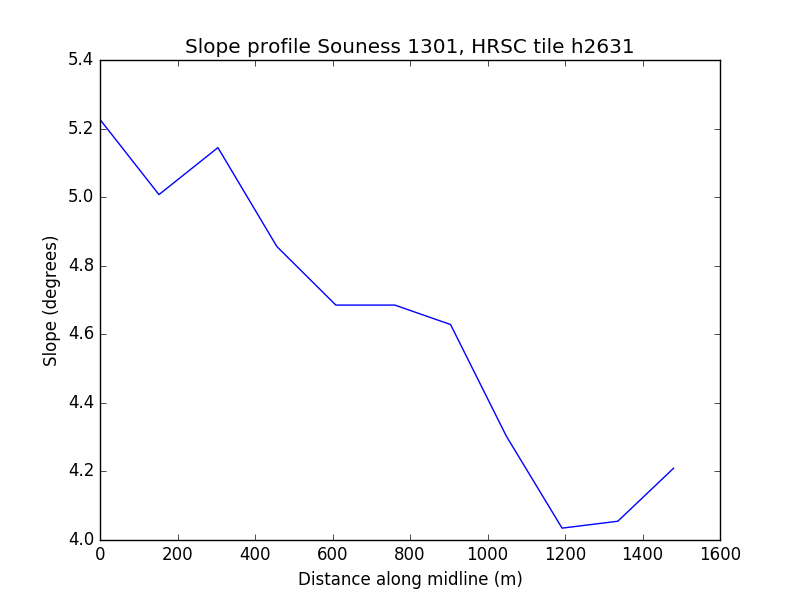 Slope profile Souness 1301, HRSC tile h2631
5.4
5.2
5.0
4.8
4.6
4.4
4.2
4.0
Slope (degrees)
0 200 400 600 800 1000 1200 1400 1600
Distance along midline (m)